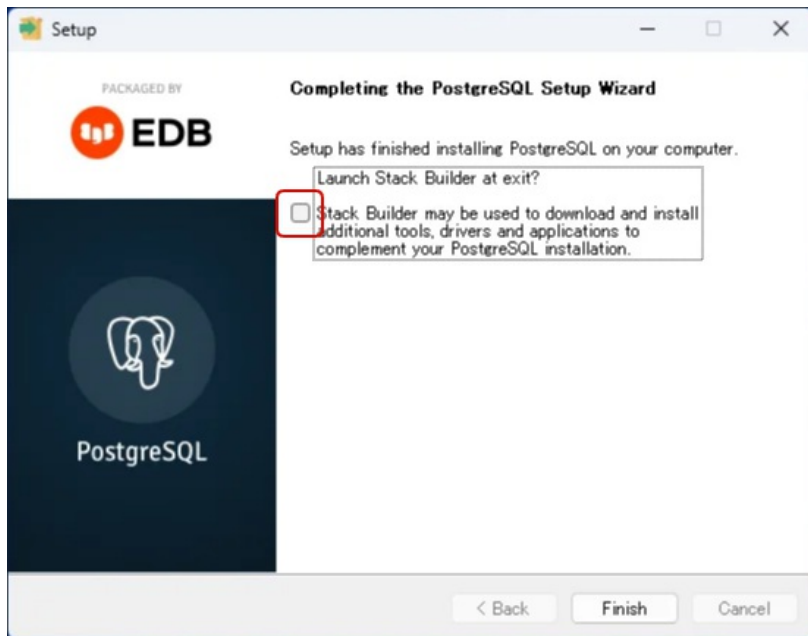 Setup
PACKAGED BY
EDB
PostgreSQL
Completing the PostgreSQL Setup Wizard
Setup has finished installing PostgreSQL on your computer.
Launch Stack Builder at exit?
Stack Builder may be used to download and install
additional tools, drivers and applications to
complement your PostgreSQL installation.
< Back
Finish
Cancel